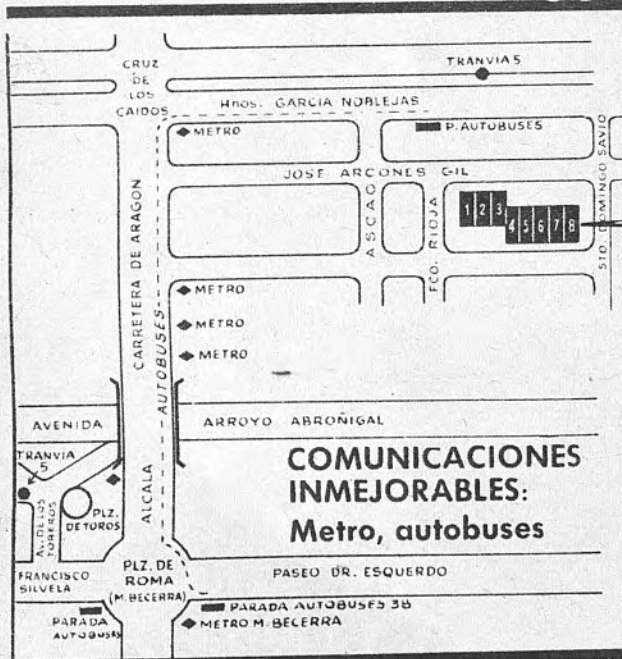 CRUZ
DE
LOS
CAIDOS
TRANVIA 5
Hnos. GARCIA NOBLEJAS
METRO
P. AUTOBUSES
JOSE ARCONES GIL
STO DOMINGO SAVIO
ASCAO
FCO. RIOJA
1 2 3
4 5 6 7 8
CARRETERA DE ARAGON
AUTOBUSES
METRO
METRO
METRO
AVENIDA
ARROYO ABROÑIGAL
TRANVIA
5
ALCALA
PLZ.
DE TOROS
AV. DE LOS
TOREROS
COMUNICACIONES
INMEJORABLES:
Metro, autobuses
FRANCISCO
SILVELA
PLZ. DE
ROMA
(M. BECERRA)
PASEO DR. ESQUERDO
PARADA
AUTOBUSES
PARADA AUTOBUSES 38
METRO M. BECERRA